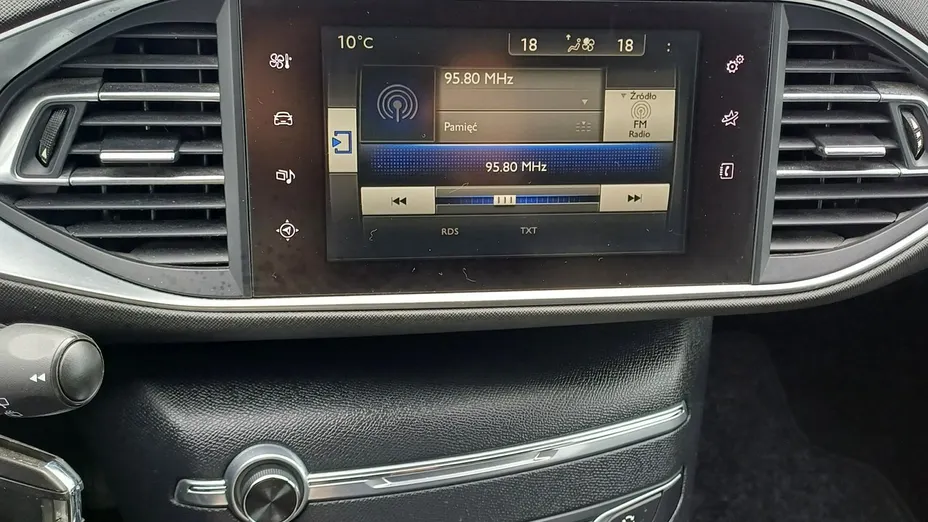 10°C
18 18
95.80 MHz
Źródło
Pamięć
FM
Radio
95.80 MHz
RDS TXT